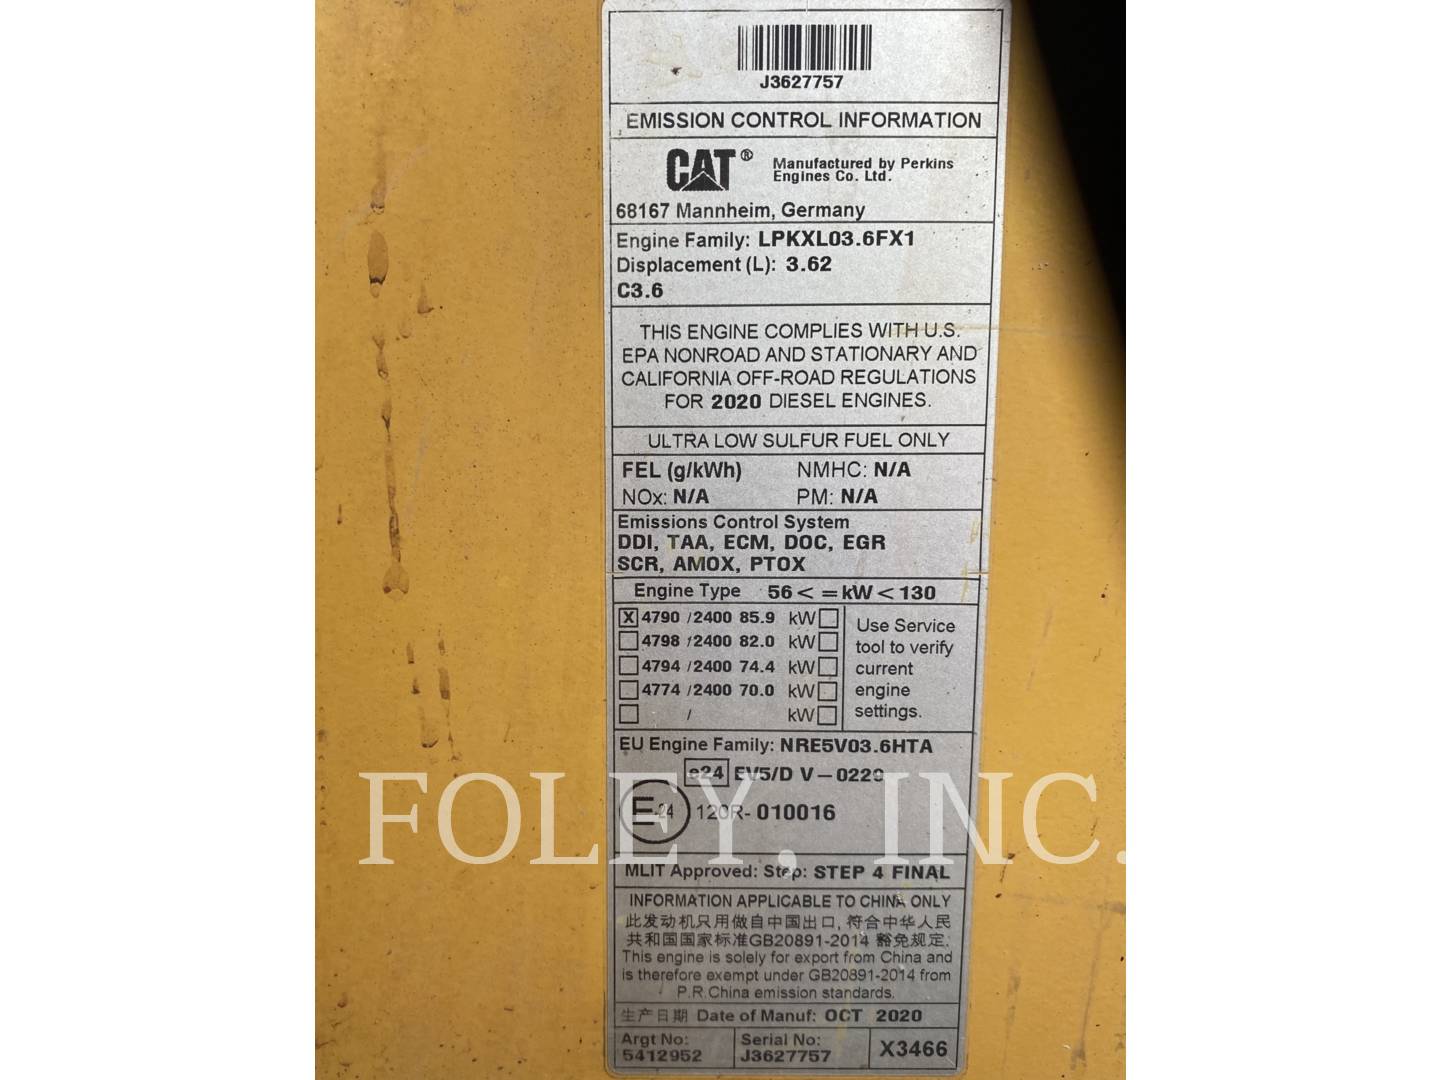 J3627757
EMISSION CONTROL INFORMATION
CAT® Manufactured by Perkins
Engines Co. Ltd.
68167 Mannheim, Germany
Engine Family: LPKXL03.6FX1
Displacement (L): 3.62
C3.6
THIS ENGINE COMPLIES WITH U.S.
EPA NONROAD AND STATIONARY AND
CALIFORNIA OFF-ROAD REGULATIONS
FOR 2020 DIESEL ENGINES.
ULTRA LOW SULFUR FUEL ONLY
FEL (g/kWh) NMHC: N/A
NOx: N/A PM: N/A
Emissions Control System
DDI, TAA, ECM, DOC, EGR
SCR, AMOX, PTOX
Engine Type 56 < = kW < 130
X 4790 / 2400 85.9 kW
4798 / 2400 82.0 kW
4794 / 2400 74.4 kW
4774 / 2400 70.0 kW
/ kW
Use Service
tool to verify
current
engine
settings.
EU Engine Family: NRE5V03.6HTA
e24 EV5/D V-0229
E-24 120R-010016
FOLEY, INC.
MLIT Approved: Step: STEP 4 FINAL
INFORMATION APPLICABLE TO CHINA ONLY
此发动机只用做自中国出口, 符合中华人民
共和国国家标准GB20891-2014 豁免规定.
This engine is solely for export from China and
is therefore exempt under GB20891-2014 from
P.R.China emission standards.
生产日期 Date of Manuf: OCT 2020
Argt No:
5412952
Serial No:
J3627757
X3466